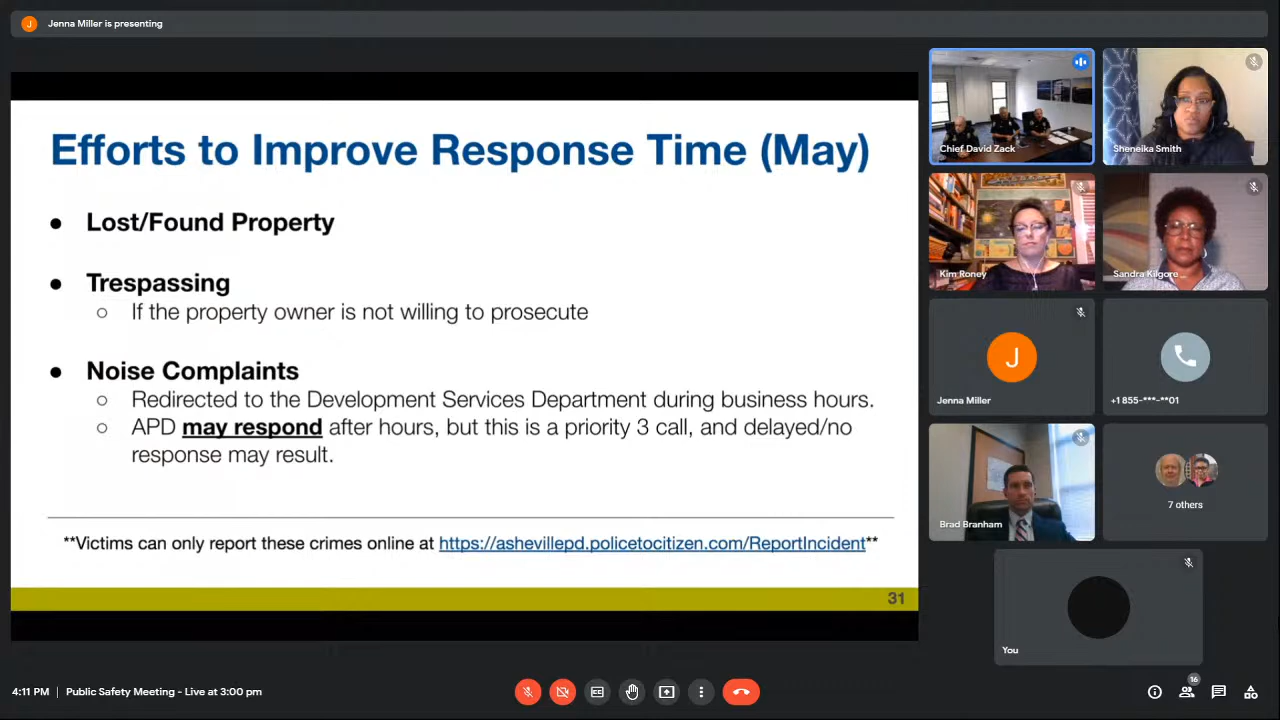 J
Jenna Miller is presenting
Efforts to Improve Response Time (May)
● Lost/Found Property
● Trespassing
○ If the property owner is not willing to prosecute
● Noise Complaints
○ Redirected to the Development Services Department during business hours.
○ APD may respond after hours, but this is a priority 3 call, and delayed/no
response may result.
**Victims can only report these crimes online at https://ashevillepd.policetocitizen.com/ReportIncident**
31
Chief David Zack
Sheneika Smith
Kim Roney
Sandra Kilgore ...
J
Jenna Miller
+1 855-***-**01
Brad Branham
7 others
You
4:11 PM | Public Safety Meeting - Live at 3:00 pm
CC
16